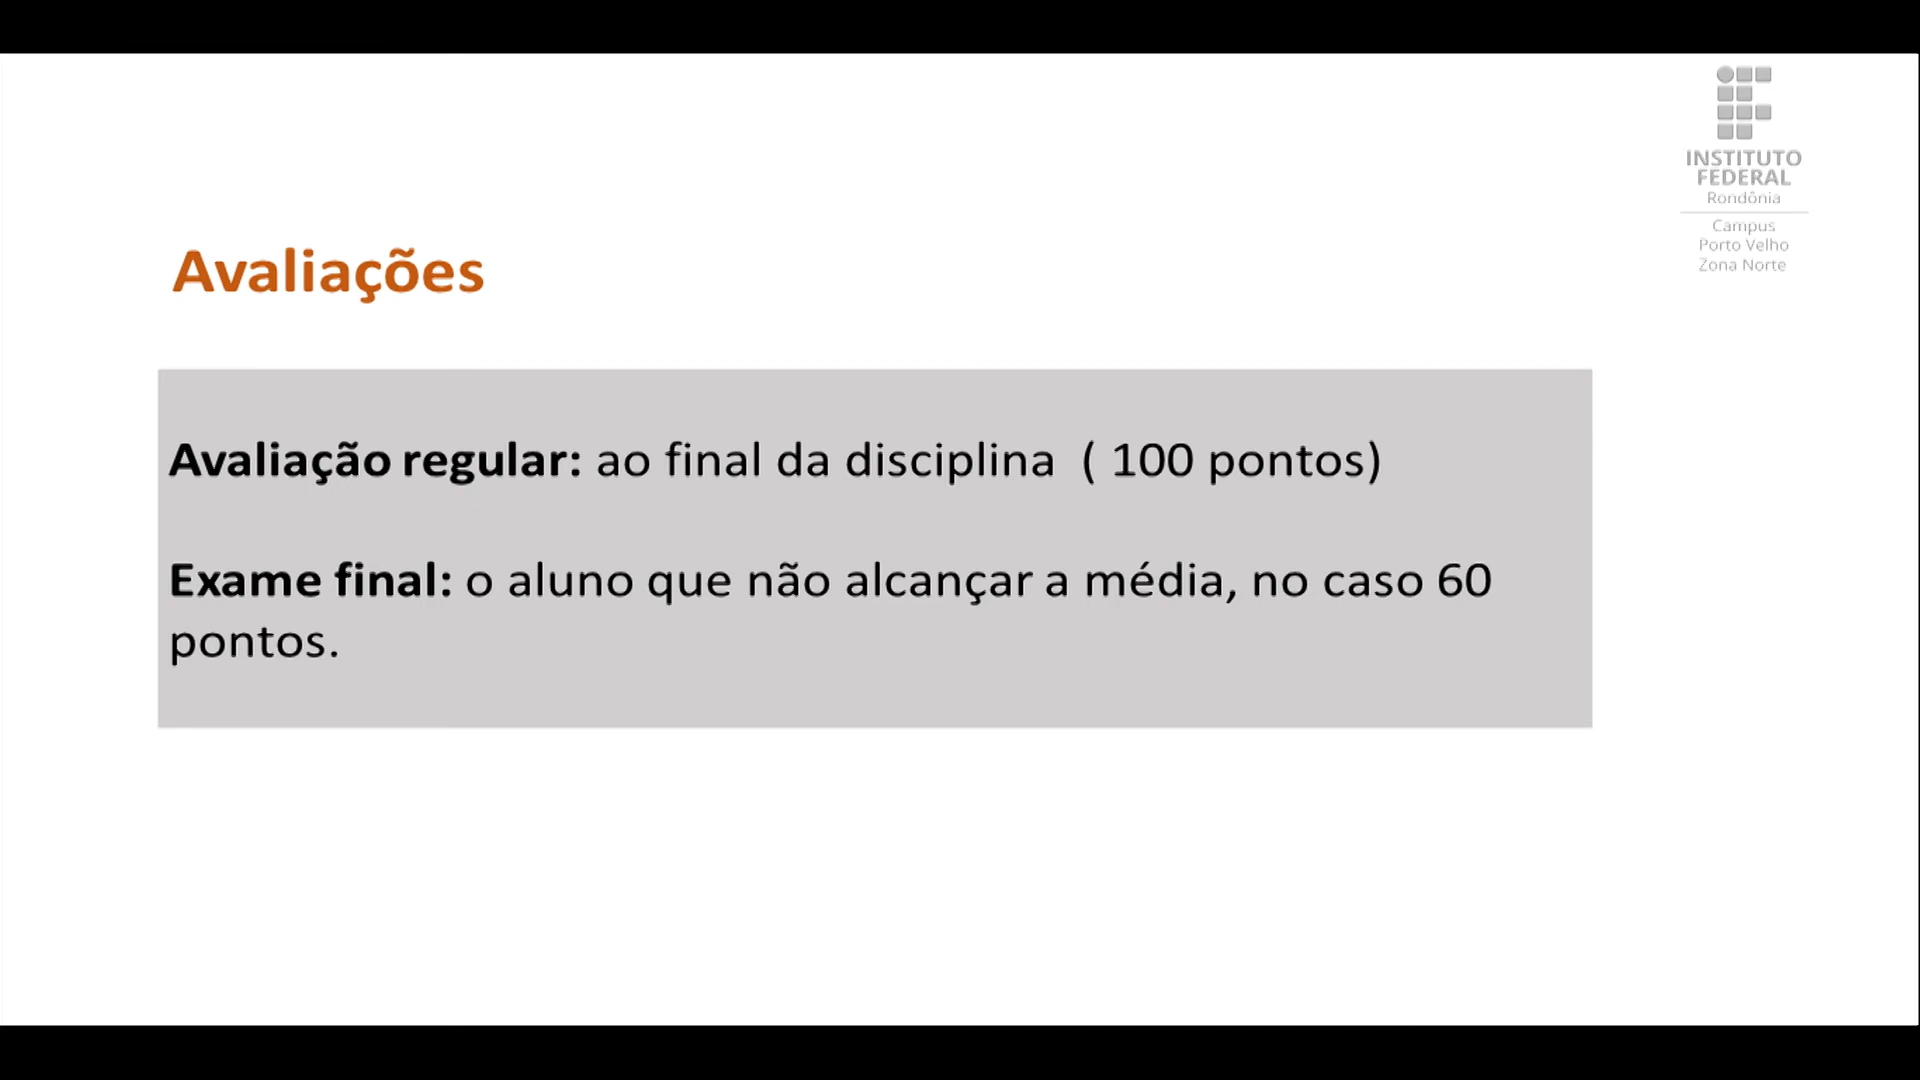 INSTITUTO
FEDERAL
Rondônia
Campus
Porto Velho
Zona Norte
Avaliações
Avaliação regular: ao final da disciplina  ( 100 pontos)
Exame final: o aluno que não alcançar a média, no caso 60
pontos.